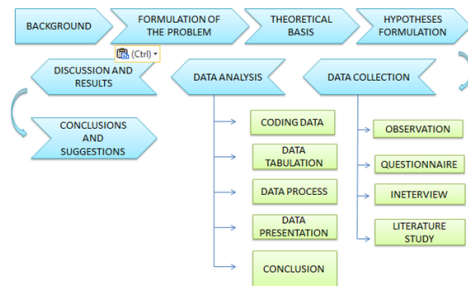 BACKGROUND
FORMULATION OF
THE PROBLEM
THEORETICAL
BASIS
HYPOTHESES
FORMULATION
(Ctrl)
DISCUSSION AND
RESULTS
DATA ANALYSIS
DATA COLLECTION
CONCLUSIONS
AND
SUGGESTIONS
CODING DATA
DATA
TABULATION
DATA PROCESS
DATA
PRESENTATION
CONCLUSION
OBSERVATION
QUESTIONNAIRE
INETERVIEW
LITERATURE
STUDY